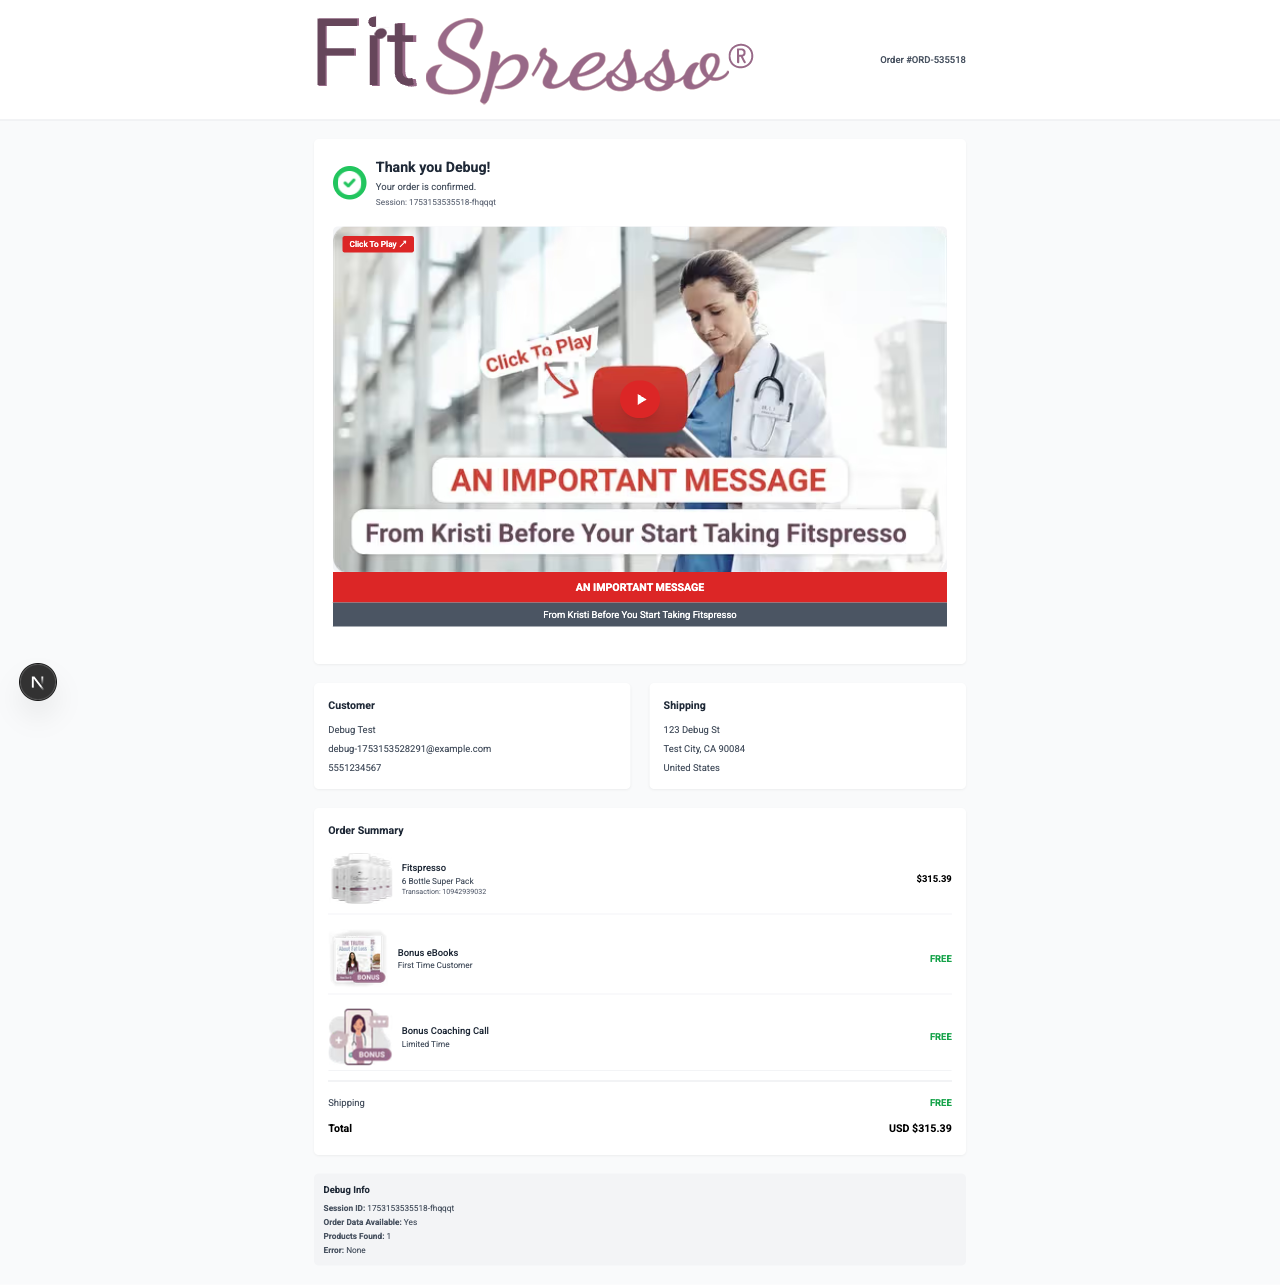 FitSpresso®
Order #ORD-535518
Thank you Debug!
Your order is confirmed.
Session: 1753153535518-fhqqqt
Click To Play ↗
Click To Play
AN IMPORTANT MESSAGE
From Kristi Before Your Start Taking Fitspresso
AN IMPORTANT MESSAGE
From Kristi Before You Start Taking Fitspresso
N
Customer
Debug Test
debug-1753153528291@example.com
5551234567
Shipping
123 Debug St
Test City, CA 90084
United States
Order Summary
Fitspresso
6 Bottle Super Pack
Transaction: 10942939032
$315.39
THE TRUTH
About Fat Loss
BONUS
Bonus eBooks
First Time Customer
FREE
BONUS
Bonus Coaching Call
Limited Time
FREE
Shipping
FREE
Total
USD $315.39
Debug Info
Session ID: 1753153535518-fhqqqt
Order Data Available: Yes
Products Found: 1
Error: None